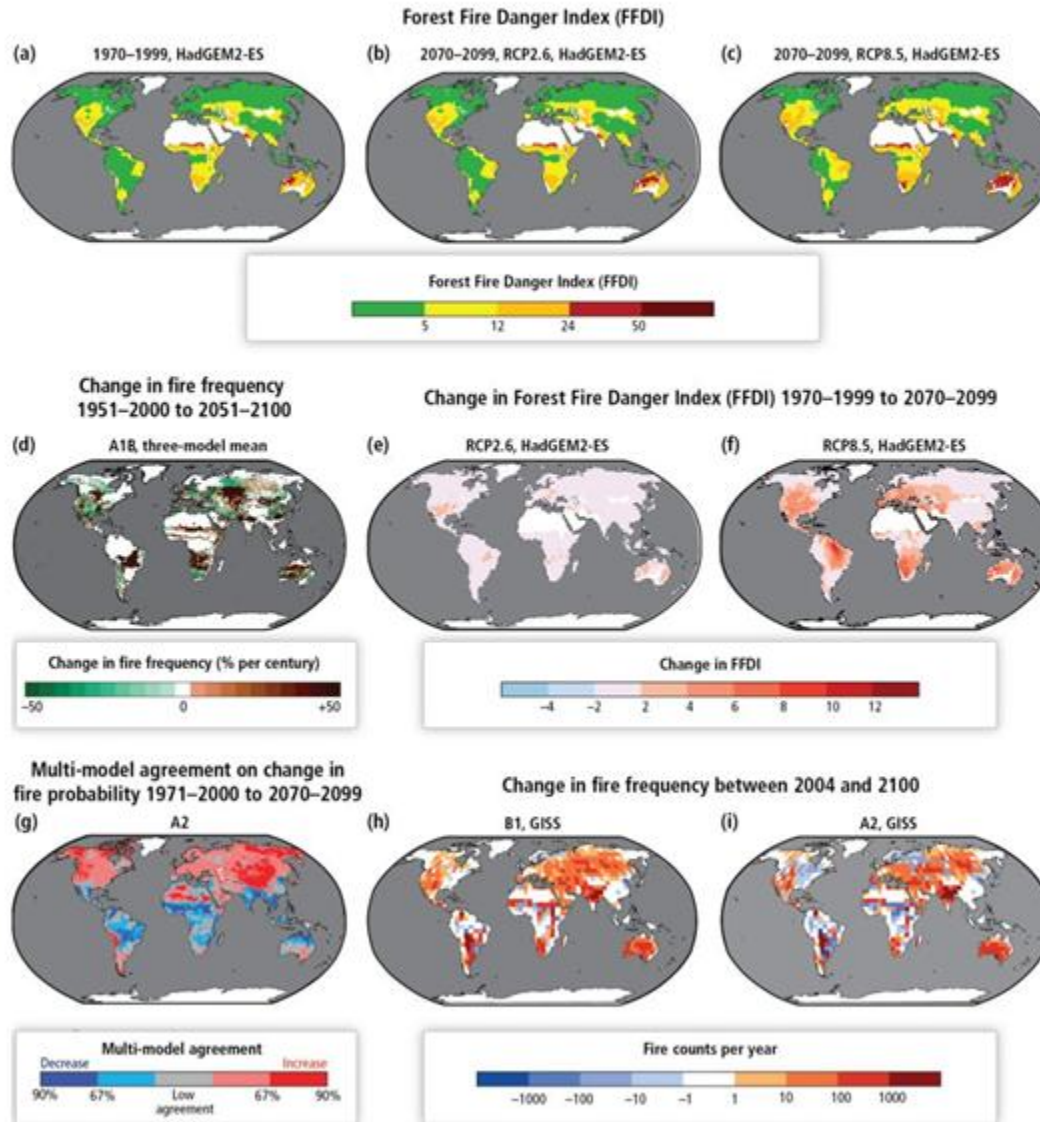 Forest Fire Danger Index (FFDI)
(a) 1970–1999, HadGEM2-ES
(b) 2070–2099, RCP2.6, HadGEM2-ES
(c) 2070–2099, RCP8.5, HadGEM2-ES
Forest Fire Danger Index (FFDI)
5 12 24 50
Change in fire frequency
1951–2000 to 2051–2100
Change in Forest Fire Danger Index (FFDI) 1970–1999 to 2070–2099
(d) A1B, three-model mean
(e) RCP2.6, HadGEM2-ES
(f) RCP8.5, HadGEM2-ES
Change in fire frequency (% per century)
–50 0 +50
Change in FFDI
–4 –2 2 4 6 8 10 12
Multi-model agreement on change in
fire probability 1971–2000 to 2070–2099
Change in fire frequency between 2004 and 2100
(g) A2
(h) B1, GISS
(i) A2, GISS
Multi-model agreement
Decrease Increase
90% 67% Low 67% 90%
agreement
Fire counts per year
–1000 –100 –10 –1 1 10 100 1000